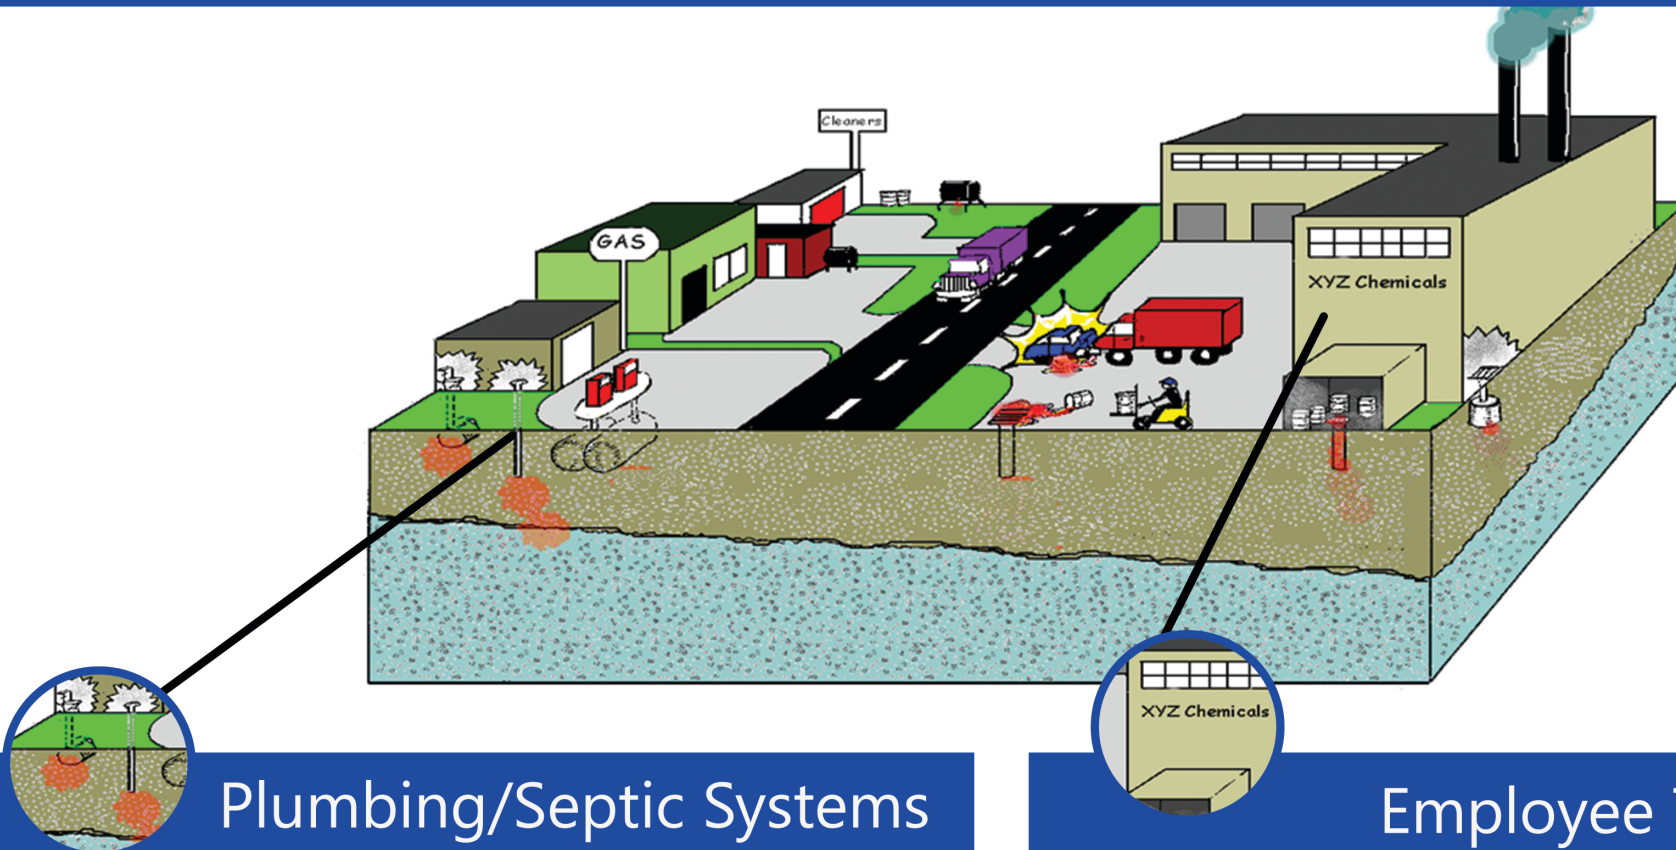 Cleaners
GAS
XYZ Chemicals
XYZ Chemicals
Plumbing/Septic Systems
Employee